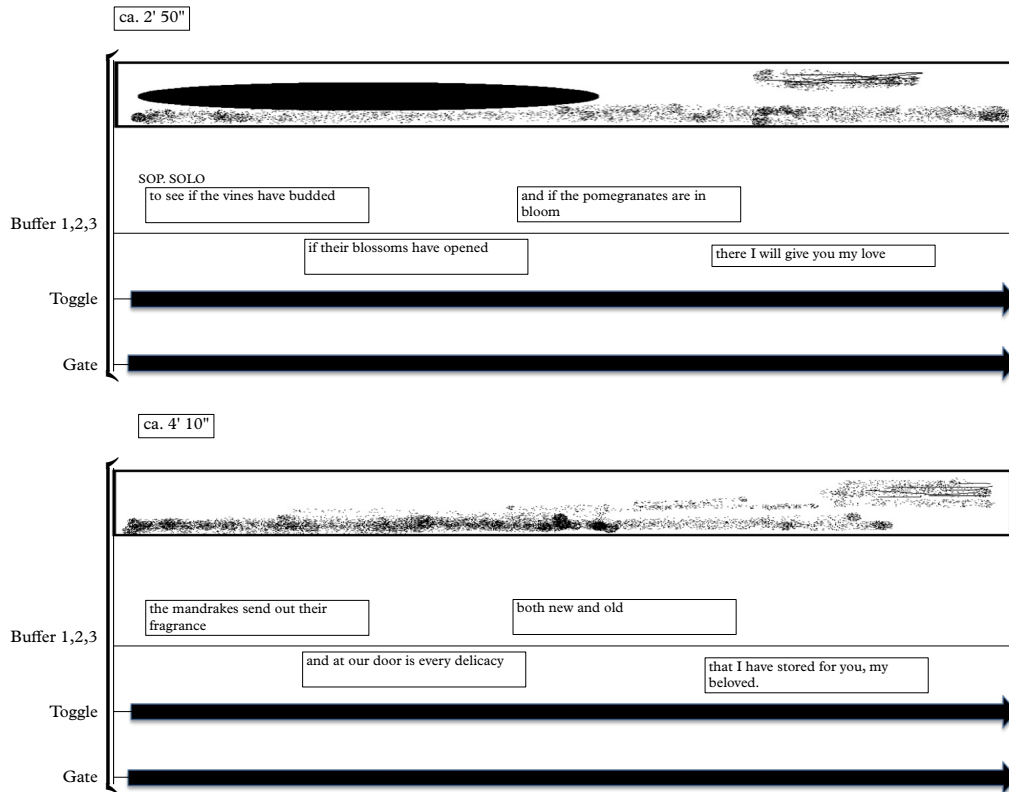 ca. 2' 50"
SOP. SOLO
to see if the vines have budded
and if the pomegranates are in
bloom
Buffer 1,2,3
if their blossoms have opened
there I will give you my love
Toggle
Gate
ca. 4' 10"
the mandrakes send out their
fragrance
both new and old
Buffer 1,2,3
and at our door is every delicacy
that I have stored for you, my
beloved.
Toggle
Gate